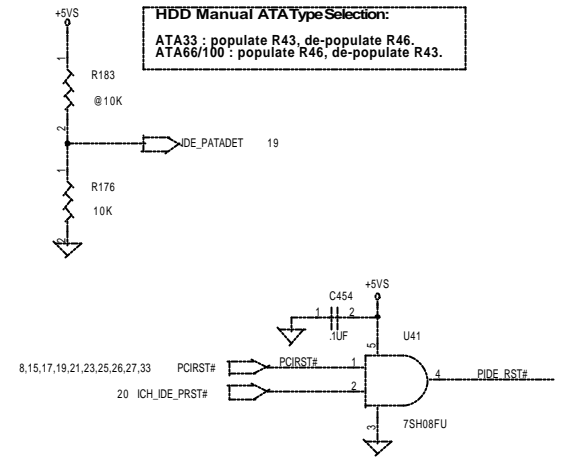 +5VS
HDD Manual ATA Type Selection:
ATA33 : populate R43, de-populate R46.
ATA66/100 : populate R46, de-populate R43.
1
R183
@10K
2
IDE_PATADET 19
1
R176
10K
2
+5VS
C454
1 2
.1UF
U41
5
8,15,17,19,21,23,25,26,27,33 PCIRST# PCIRST# 1
4 PIDE_RST#
20 ICH_IDE_PRST# 2
3
7SH08FU